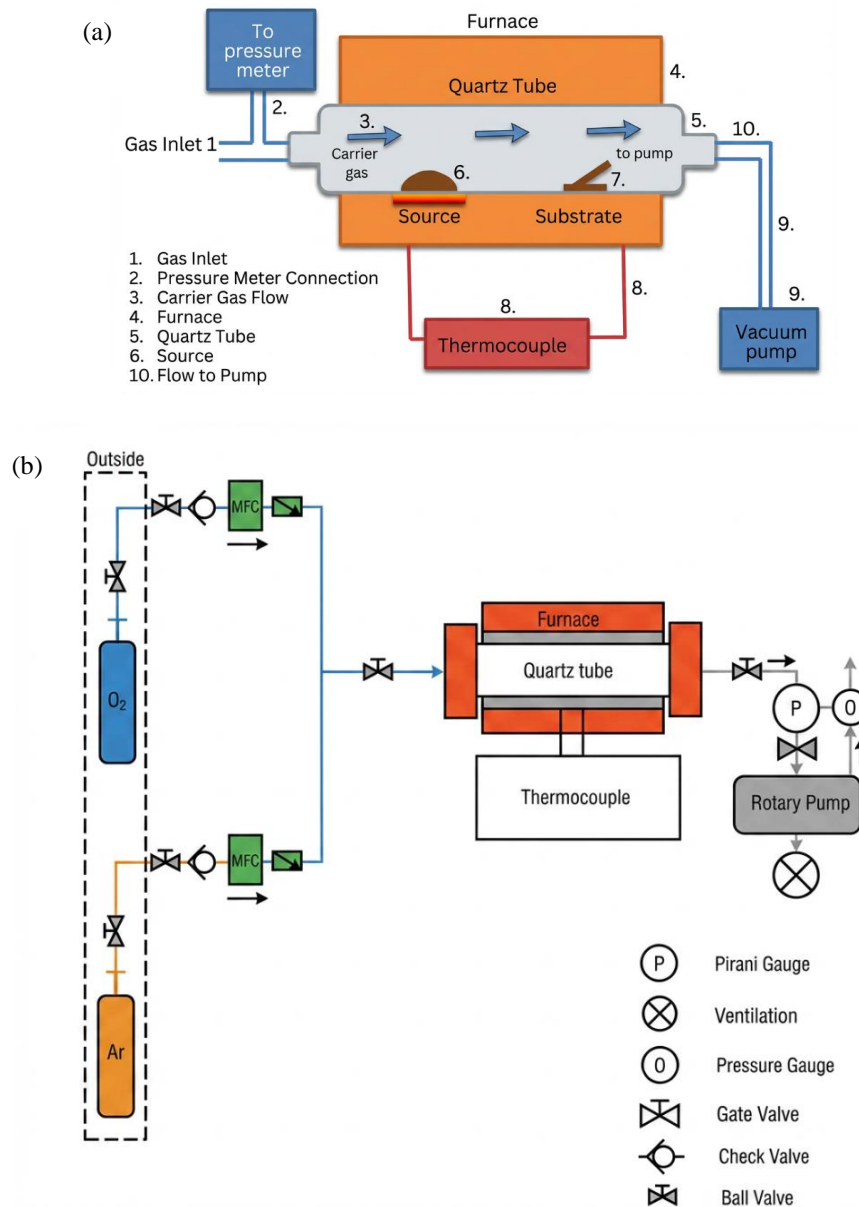 (a)
To
pressure
meter
2.
Gas Inlet 1
Furnace
4.
Quartz Tube
3.
Carrier
gas
5.
10.
to pump
6.
7.
Source
Substrate
9.
8.
8.
Thermocouple
9.
Vacuum
pump
1. Gas Inlet
2. Pressure Meter Connection
3. Carrier Gas Flow
4. Furnace
5. Quartz Tube
6. Source
10. Flow to Pump
(b)
Outside
MFC
O2
Furnace
Quartz tube
Thermocouple
P
O
Rotary Pump
MFC
Ar
P Pirani Gauge
Ventilation
O Pressure Gauge
Gate Valve
Check Valve
Ball Valve